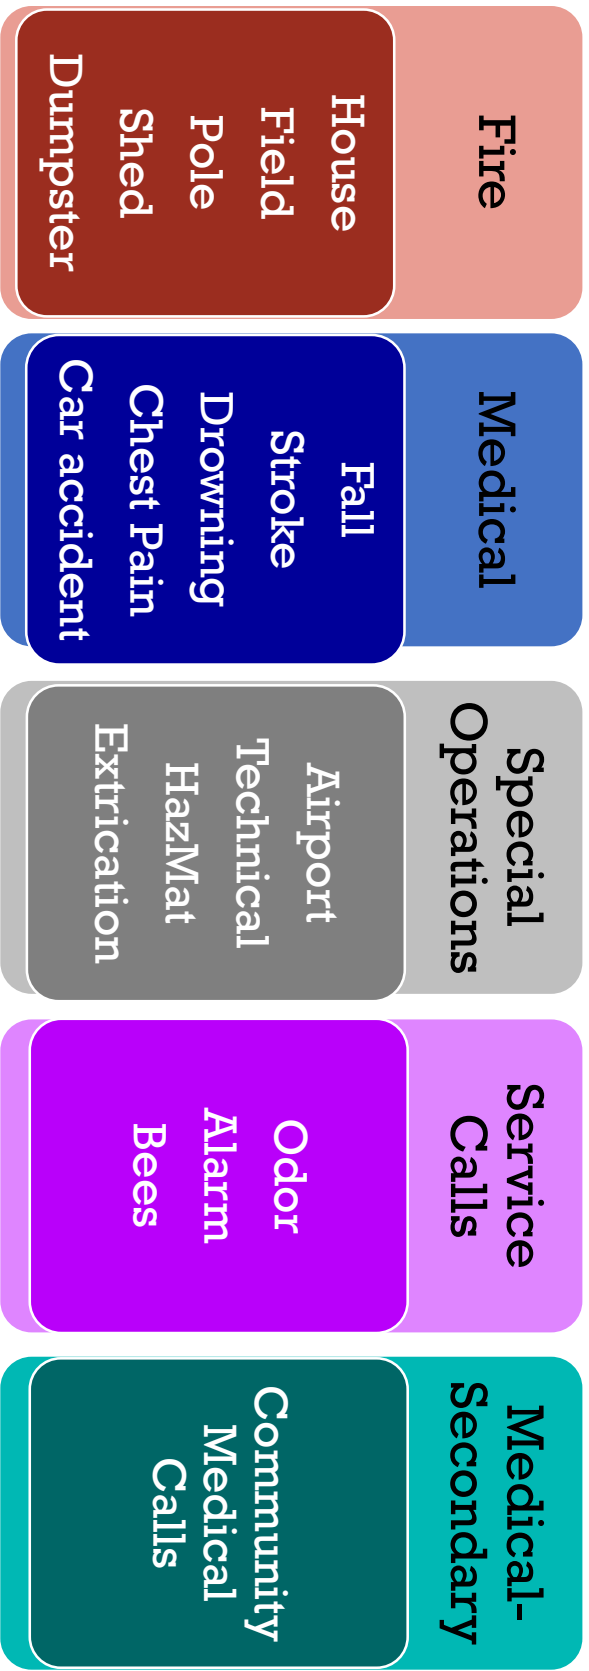 Fire
House
Field
Pole
Shed
Dumpster
Medical
Fall
Stroke
Drowning
Chest Pain
Car accident
Special
Operations
Airport
Technical
HazMat
Extrication
Service
Calls
Odor
Alarm
Bees
Medical-
Secondary
Community
Medical
Calls